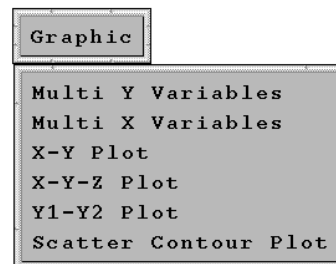 Graphic
Multi Y Variables
Multi X Variables
X-Y Plot
X-Y-Z Plot
Y1-Y2 Plot
Scatter Contour Plot